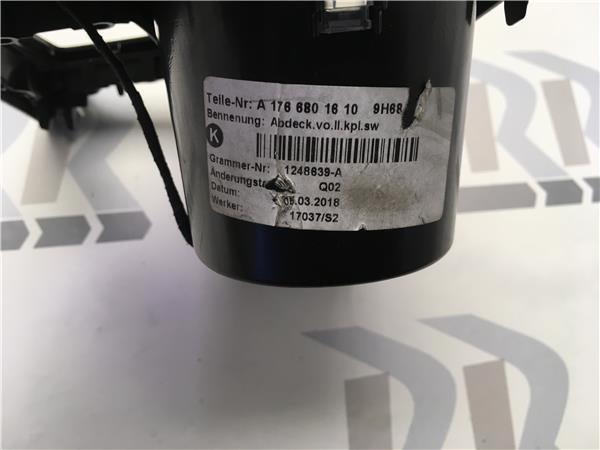 Teile-Nr: A 176 680 16 10 9H68
Bennenung: Abdeck.vo.ll.kpl.sw
K
Grammer-Nr: 1248639-A
Änderungsta Q02
Datum: 05.03.2018
Werker: 17037/S2